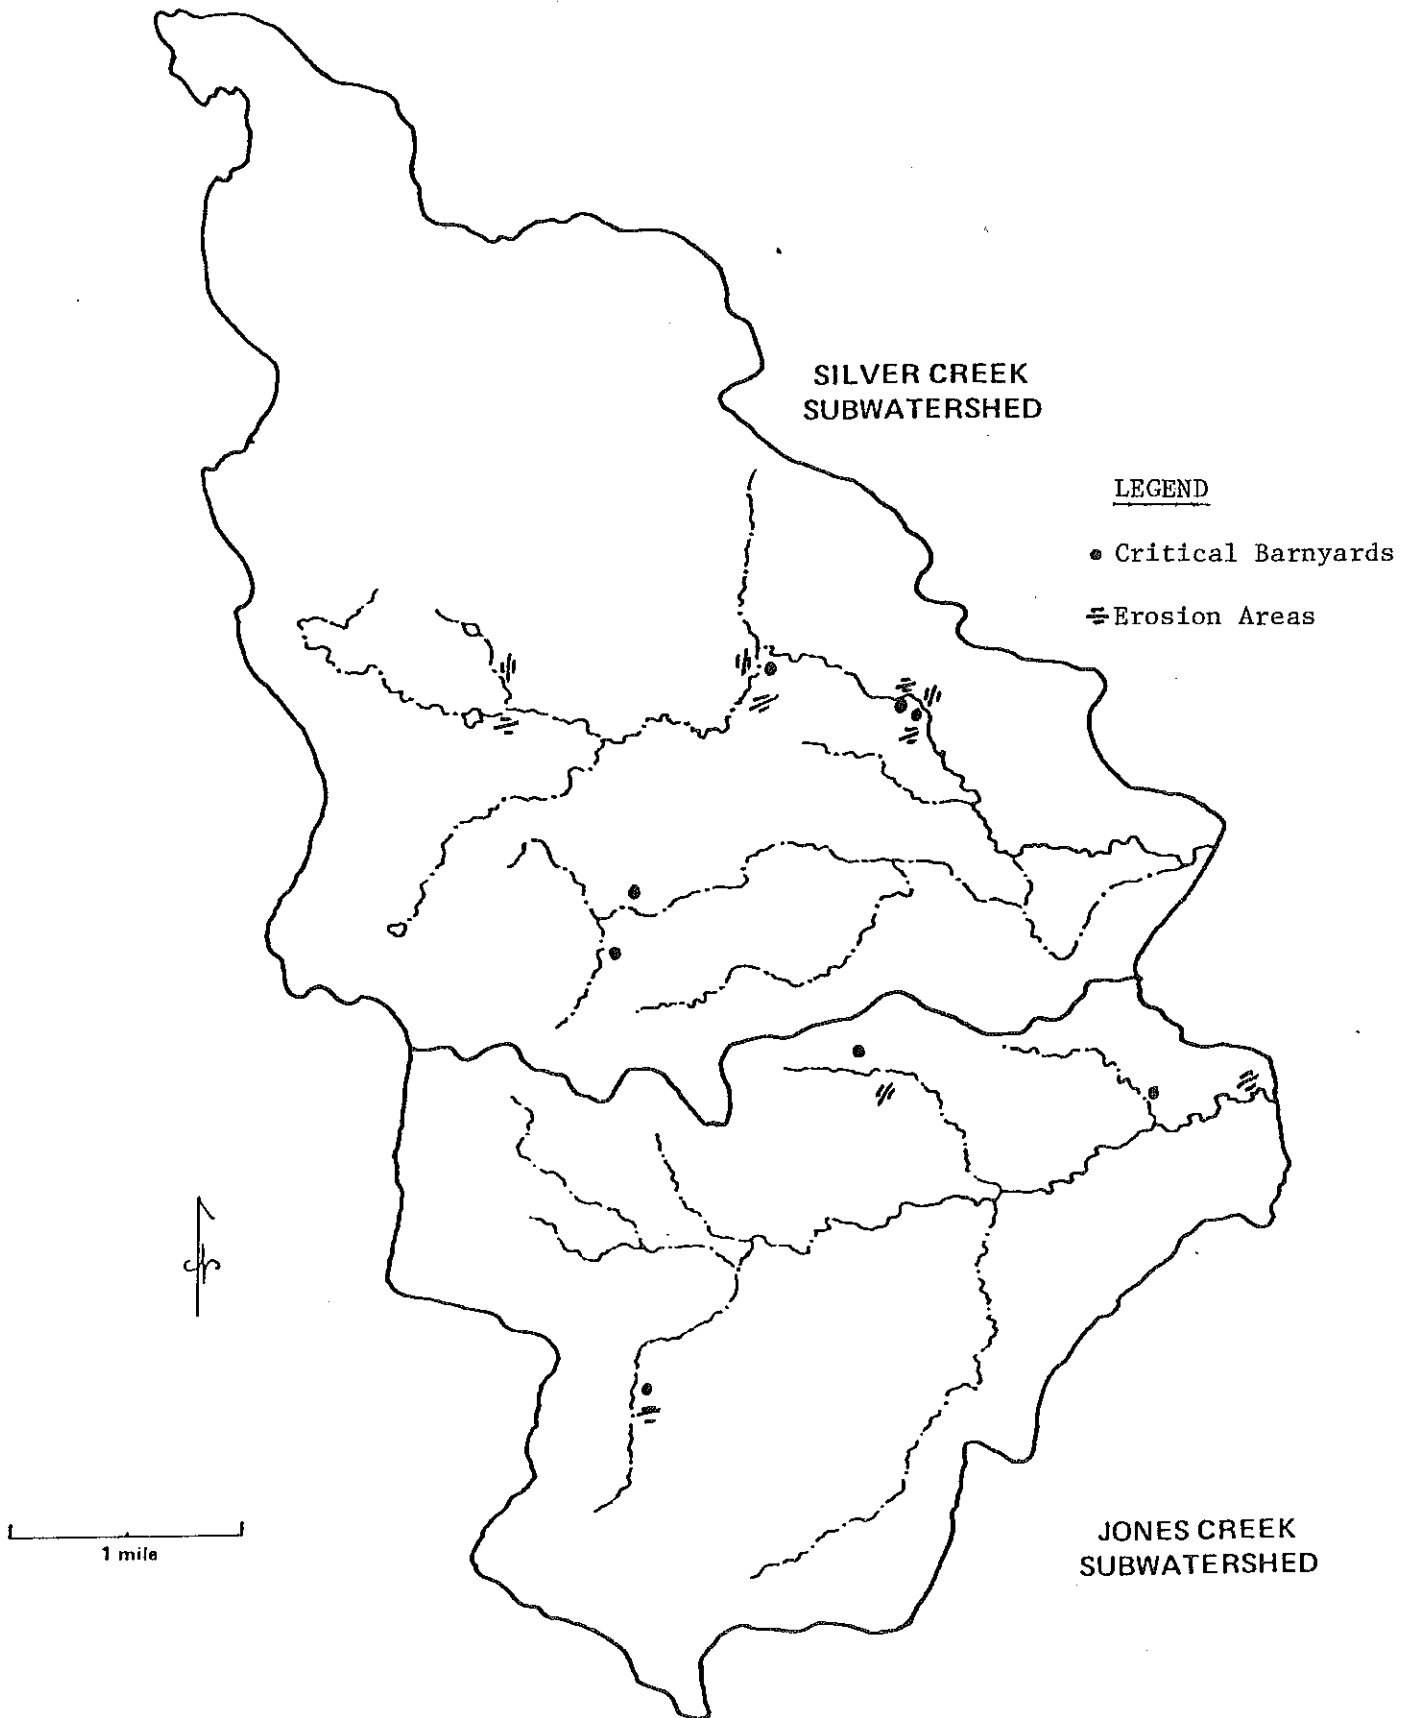 SILVER CREEK
SUBWATERSHED
LEGEND
Critical Barnyards
Erosion Areas
1 mile
JONES CREEK
SUBWATERSHED